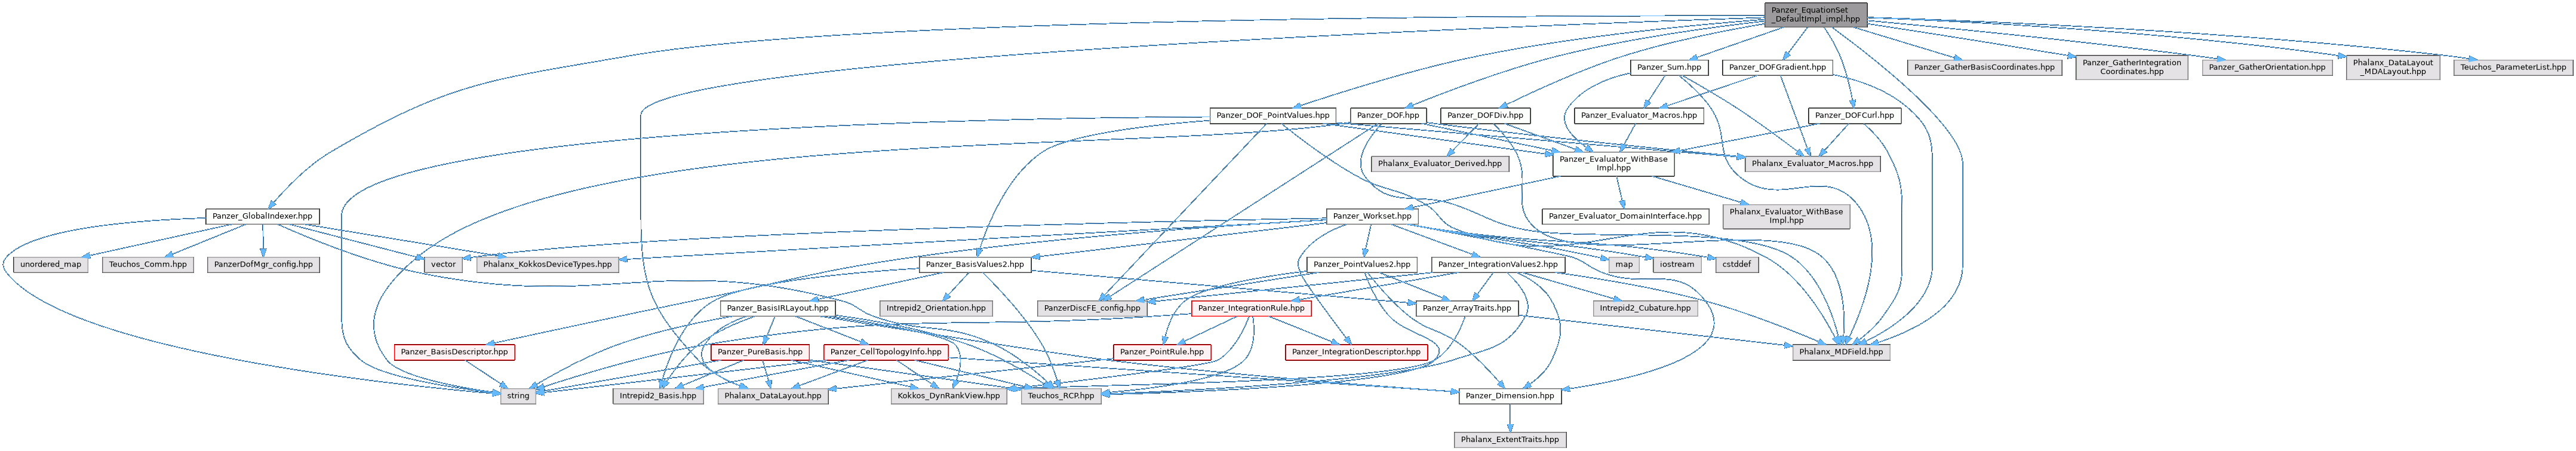 Panzer_EquationSet
_DefaultImpl_impl.hpp
Panzer_Sum.hpp
Panzer_DOFGradient.hpp
Panzer_GatherBasisCoordinates.hpp
Panzer_GatherIntegration
Coordinates.hpp
Panzer_GatherOrientation.hpp
Phalanx_DataLayout
_MDALayout.hpp
Teuchos_ParameterList.hpp
Panzer_DOF_PointValues.hpp
Panzer_DOF.hpp
Panzer_DOFDiv.hpp
Panzer_Evaluator_Macros.hpp
Panzer_DOFCurl.hpp
Phalanx_Evaluator_Derived.hpp
Panzer_Evaluator_WithBase
Impl.hpp
Phalanx_Evaluator_Macros.hpp
Panzer_GlobalIndexer.hpp
Panzer_Workset.hpp
Panzer_Evaluator_DomainInterface.hpp
Phalanx_Evaluator_WithBase
Impl.hpp
unordered_map
Teuchos_Comm.hpp
PanzerDofMgr_config.hpp
vector
Phalanx_KokkosDeviceTypes.hpp
Panzer_BasisValues2.hpp
Panzer_PointValues2.hpp
Panzer_IntegrationValues2.hpp
map
iostream
cstddef
Panzer_BasisIRLayout.hpp
Intrepid2_Orientation.hpp
PanzerDiscFE_config.hpp
Panzer_IntegrationRule.hpp
Panzer_ArrayTraits.hpp
Intrepid2_Cubature.hpp
Panzer_BasisDescriptor.hpp
Panzer_PureBasis.hpp
Panzer_CellTopologyInfo.hpp
Panzer_PointRule.hpp
Panzer_IntegrationDescriptor.hpp
Phalanx_MDField.hpp
string
Intrepid2_Basis.hpp
Phalanx_DataLayout.hpp
Kokkos_DynRankView.hpp
Teuchos_RCP.hpp
Panzer_Dimension.hpp
Phalanx_ExtentTraits.hpp